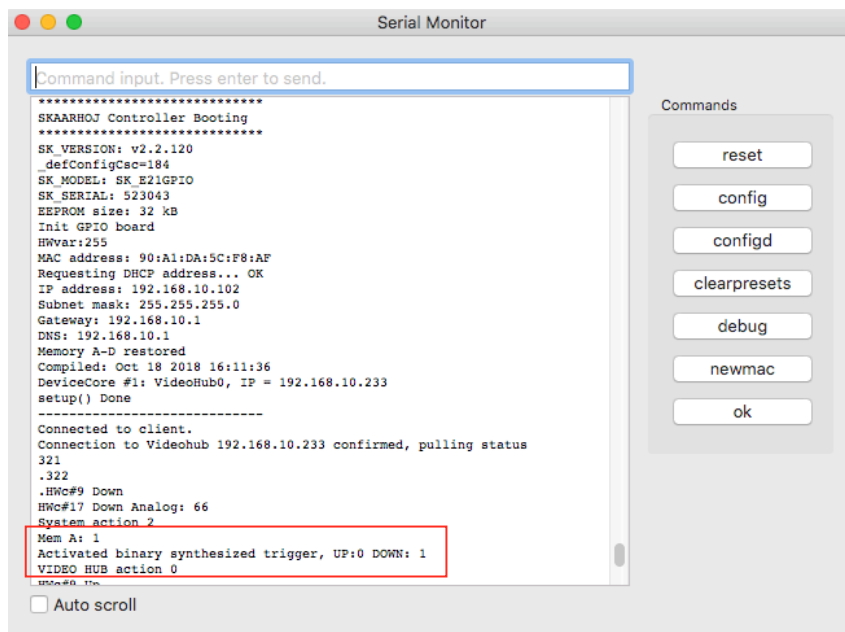 Serial Monitor
Command input. Press enter to send.
******************************
SKAARHOJ Controller Booting
******************************
SK_VERSION: v2.2.120
_defConfigCsc=184
SK_MODEL: SK_E21GPIO
SK_SERIAL: 523043
EEPROM size: 32 kB
Init GPIO board
HWvar:255
MAC address: 90:A1:DA:5C:F8:AF
Requesting DHCP address... OK
IP address: 192.168.10.102
Subnet mask: 255.255.255.0
Gateway: 192.168.10.1
DNS: 192.168.10.1
Memory A-D restored
Compiled: Oct 18 2018 16:11:36
DeviceCore #1: VideoHub0, IP = 192.168.10.233
setup() Done
-----------------------------
Connected to client.
Connection to Videohub 192.168.10.233 confirmed, pulling status
321
.322
.HWc#9 Down
HWc#17 Down Analog: 66
System action 2
Mem A: 1
Activated binary synthesized trigger, UP:0 DOWN: 1
VIDEO HUB action 0
HWc#9 Up
Auto scroll
Commands
reset
config
configd
clearpresets
debug
newmac
ok